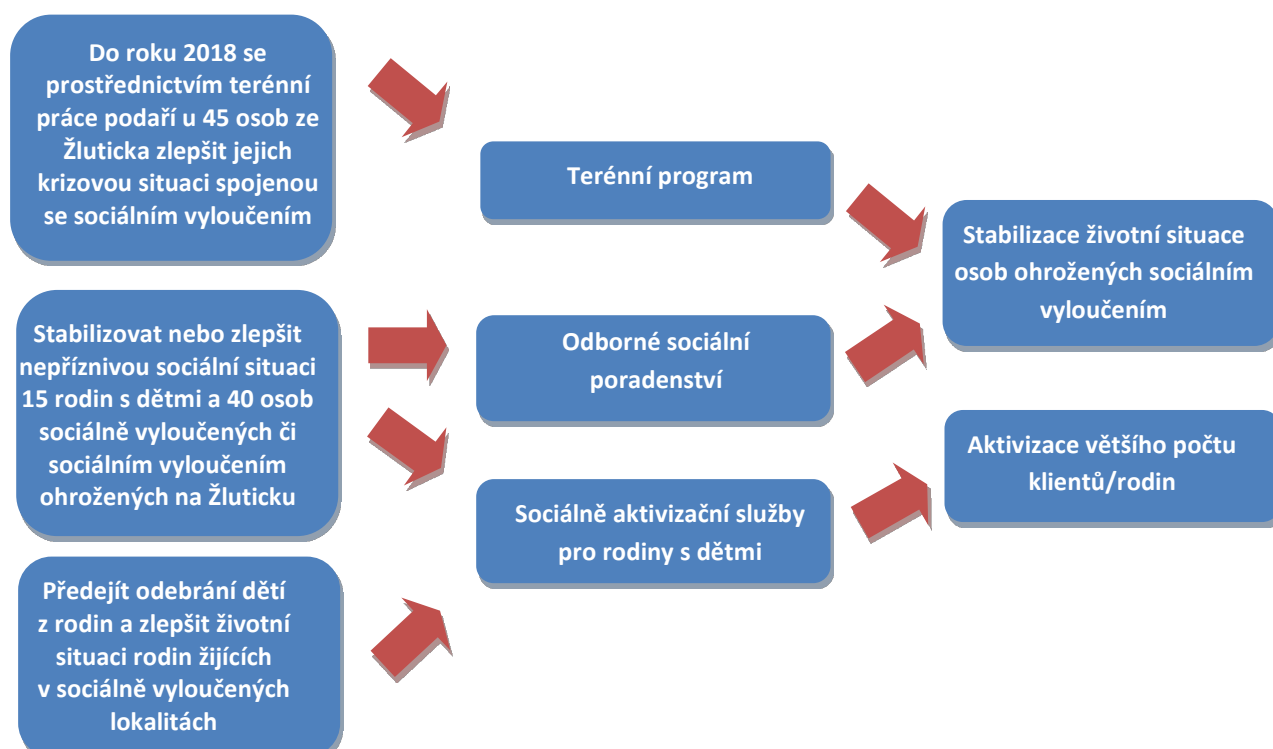 Do roku 2018 se
prostřednictvím terénní
práce podaří u 45 osob ze
Žluticka zlepšit jejich
krizovou situaci spojenou
se sociálním vyloučením
Stabilizovat nebo zlepšit
nepříznivou sociální situaci
15 rodin s dětmi a 40 osob
sociálně vyloučených či
sociálním vyloučením
ohrožených na Žluticku
Předejít odebrání dětí
z rodin a zlepšit životní
situaci rodin žijících
v sociálně vyloučených
lokalitách
Terénní program
Odborné sociální
poradenství
Sociálně aktivizační služby
pro rodiny s dětmi
Stabilizace životní situace
osob ohrožených sociálním
vyloučením
Aktivizace většího počtu
klientů/rodin